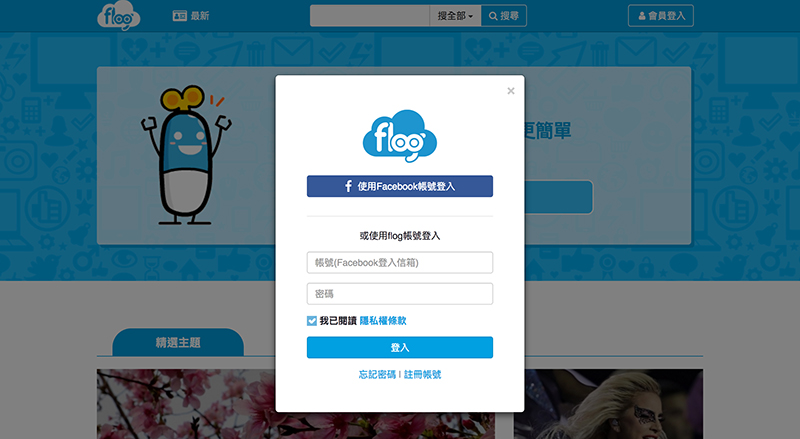 flog
最新
搜全部
搜尋
會員登入
更簡單
flog
使用Facebook帳號登入
或使用flog帳號登入
帳號(Facebook登入信箱)
密碼
我已閱讀 隱私權條款
登入
忘記密碼 | 註冊帳號
精選主題